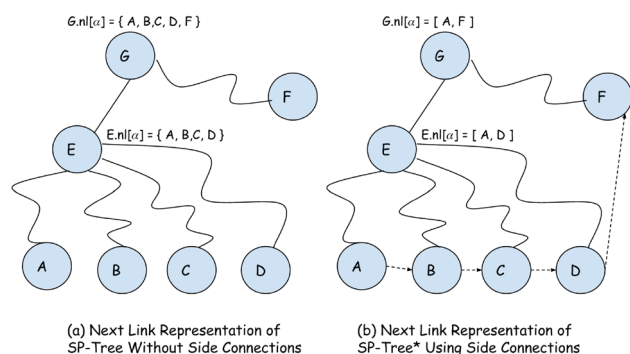 G.nl[α] = { A, B,C, D, F }
G
F
E.nl[α] = { A, B,C, D }
E
A
B
C
D
(a) Next Link Representation of
SP-Tree Without Side Connections
G.nl[α] = [ A, F ]
G
F
E.nl[α] = [ A, D ]
E
A
B
C
D
(b) Next Link Representation of
SP-Tree* Using Side Connections